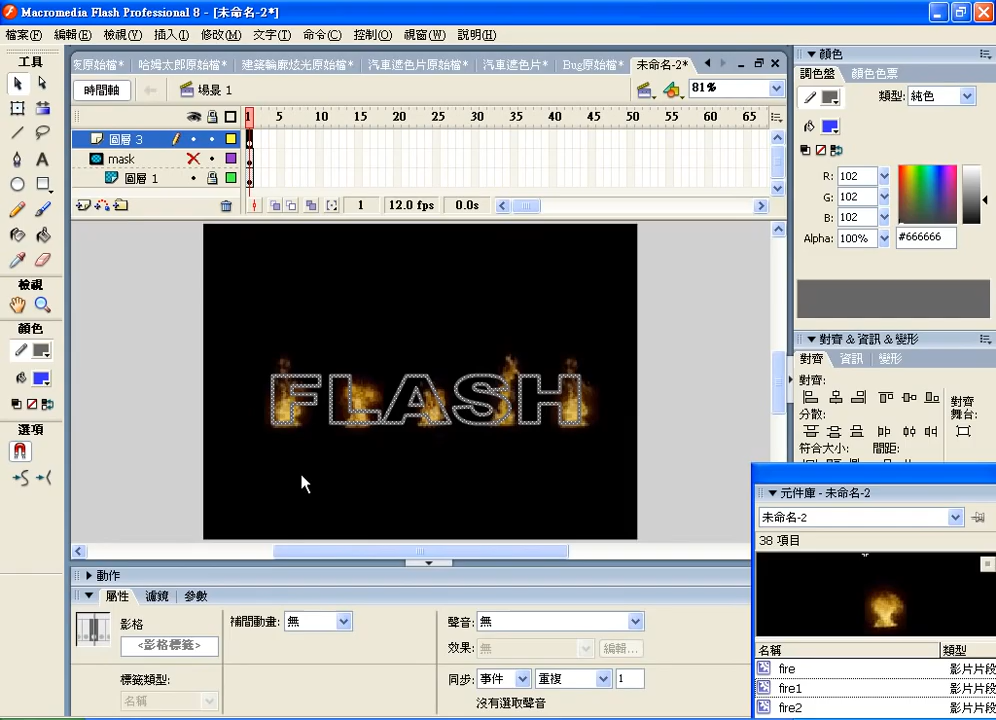 Macromedia Flash Professional 8 - [未命名-2*]
檔案(F) 編輯(E) 檢視(V) 插入(I) 修改(M) 文字(T) 命令(C) 控制(O) 視窗(W) 說明(H)
工具
原始檔* 哈姆太郎原始檔* 建築輪廓炫光原始檔* 汽車遮色片原始檔* 汽車遮色片* Bug原始檔* 未命名-2*
時間軸 場景 1 81%
1 5 10 15 20 25 30 35 40 45 50 55 60 65
圖層 3
mask
圖層 1
1 12.0 fps 0.0s
檢視
顏色
選項
FLASH
顏色
調色盤 顏色色票
類型: 純色
R: 102
G: 102
B: 102
Alpha: 100% #666666
對齊 & 資訊 & 變形
對齊 資訊 變形
對齊:
分散:
符合大小: 間距:
對齊
舞台:
元件庫 - 未命名-2
未命名-2
38 項目
名稱 類型
fire 影片片段
fire1 影片片段
fire2 影片片段
動作
屬性 濾鏡 參數
影格
<影格標籤>
標籤類型:
名稱
補間動畫: 無
聲音: 無
效果: 無 編輯...
同步: 事件 重複 1
沒有選取聲音